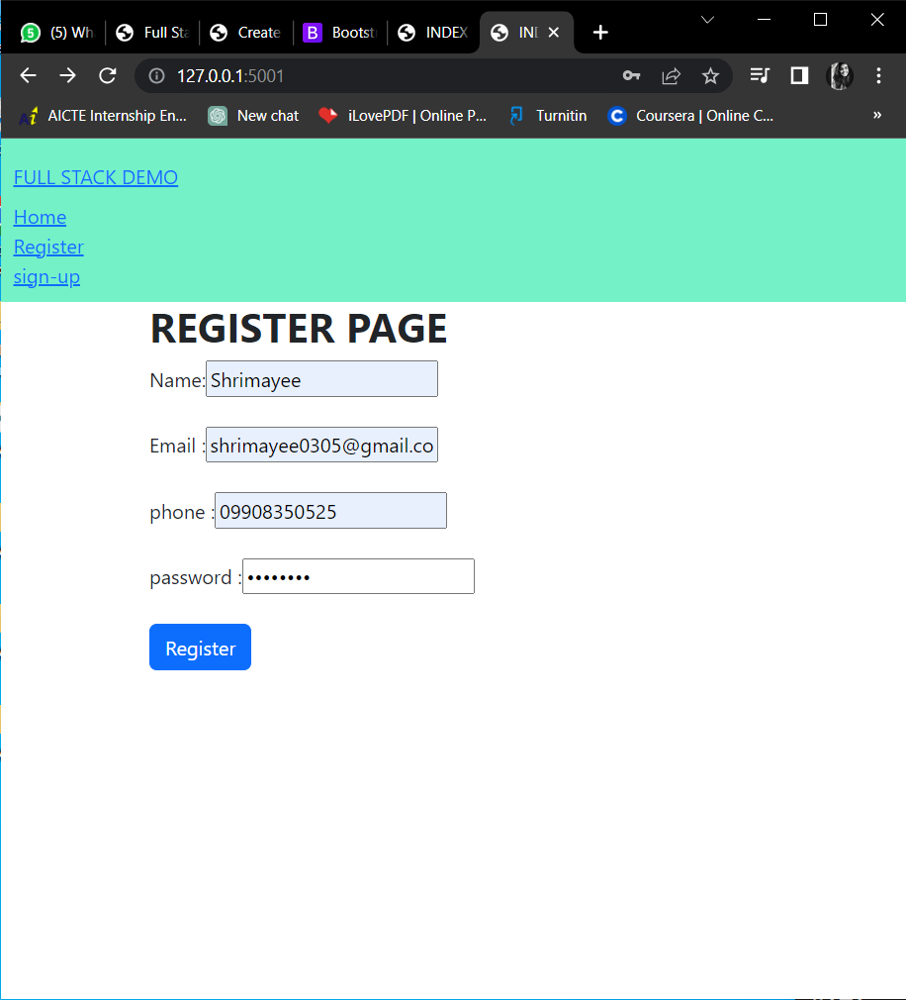 5 (5) Wh Full Sta Create B Bootst INDEX IN
127.0.0.1:5001
AICTE Internship En... New chat iLovePDF | Online P... Turnitin C Coursera | Online C... »
FULL STACK DEMO
Home
Register
sign-up
REGISTER PAGE
Name: Shrimayee
Email : shrimayee0305@gmail.co
phone : 09908350525
password : ••••••••
Register